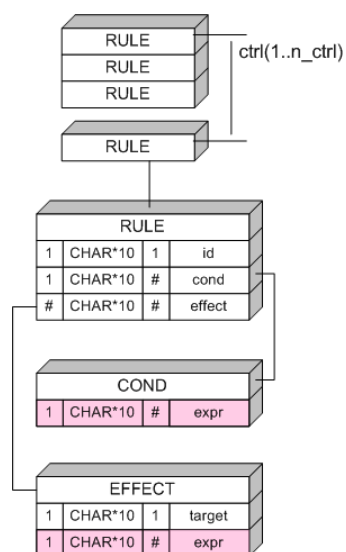 RULE
ctrl(1..n_ctrl)
RULE
RULE
RULE
RULE
1 CHAR*10 1 id
1 CHAR*10 # cond
# CHAR*10 # effect
COND
1 CHAR*10 # expr
EFFECT
1 CHAR*10 1 target
1 CHAR*10 # expr